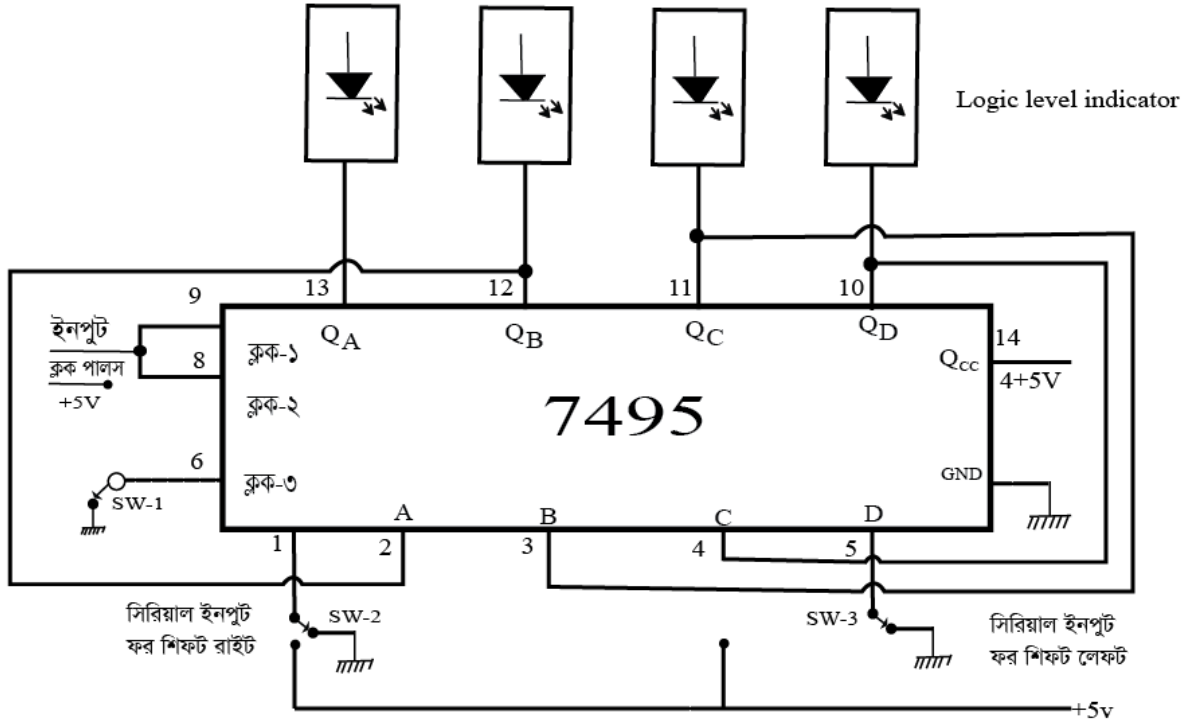 Logic level indicator
9
13
12
11
10
ইনপুট
ক্লক পালস
+5V
8
ক্লক-১
ক্লক-২
6
ক্লক-৩
SW-1
QA
QB
QC
QD
QCC
14
4+5V
7495
GND
A
B
C
D
1
2
3
4
5
সিরিয়াল ইনপুট
ফর শিফট রাইট
SW-2
SW-3
সিরিয়াল ইনপুট
ফর শিফট লেফট
+5v